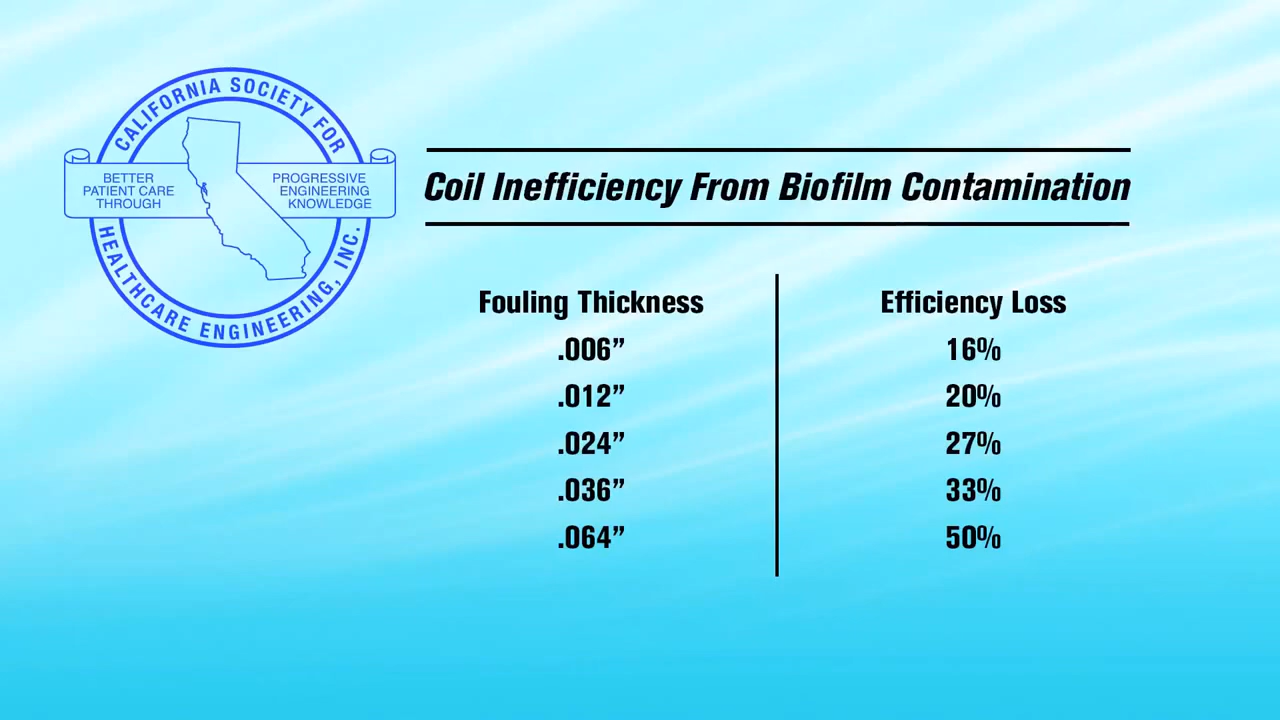 CALIFORNIA SOCIETY FOR
BETTER
PATIENT CARE
THROUGH
PROGRESSIVE
ENGINEERING
KNOWLEDGE
HEALTHCARE ENGINEERING, INC.
Coil Inefficiency From Biofilm Contamination
Fouling Thickness Efficiency Loss
.006” 16%
.012” 20%
.024” 27%
.036” 33%
.064” 50%